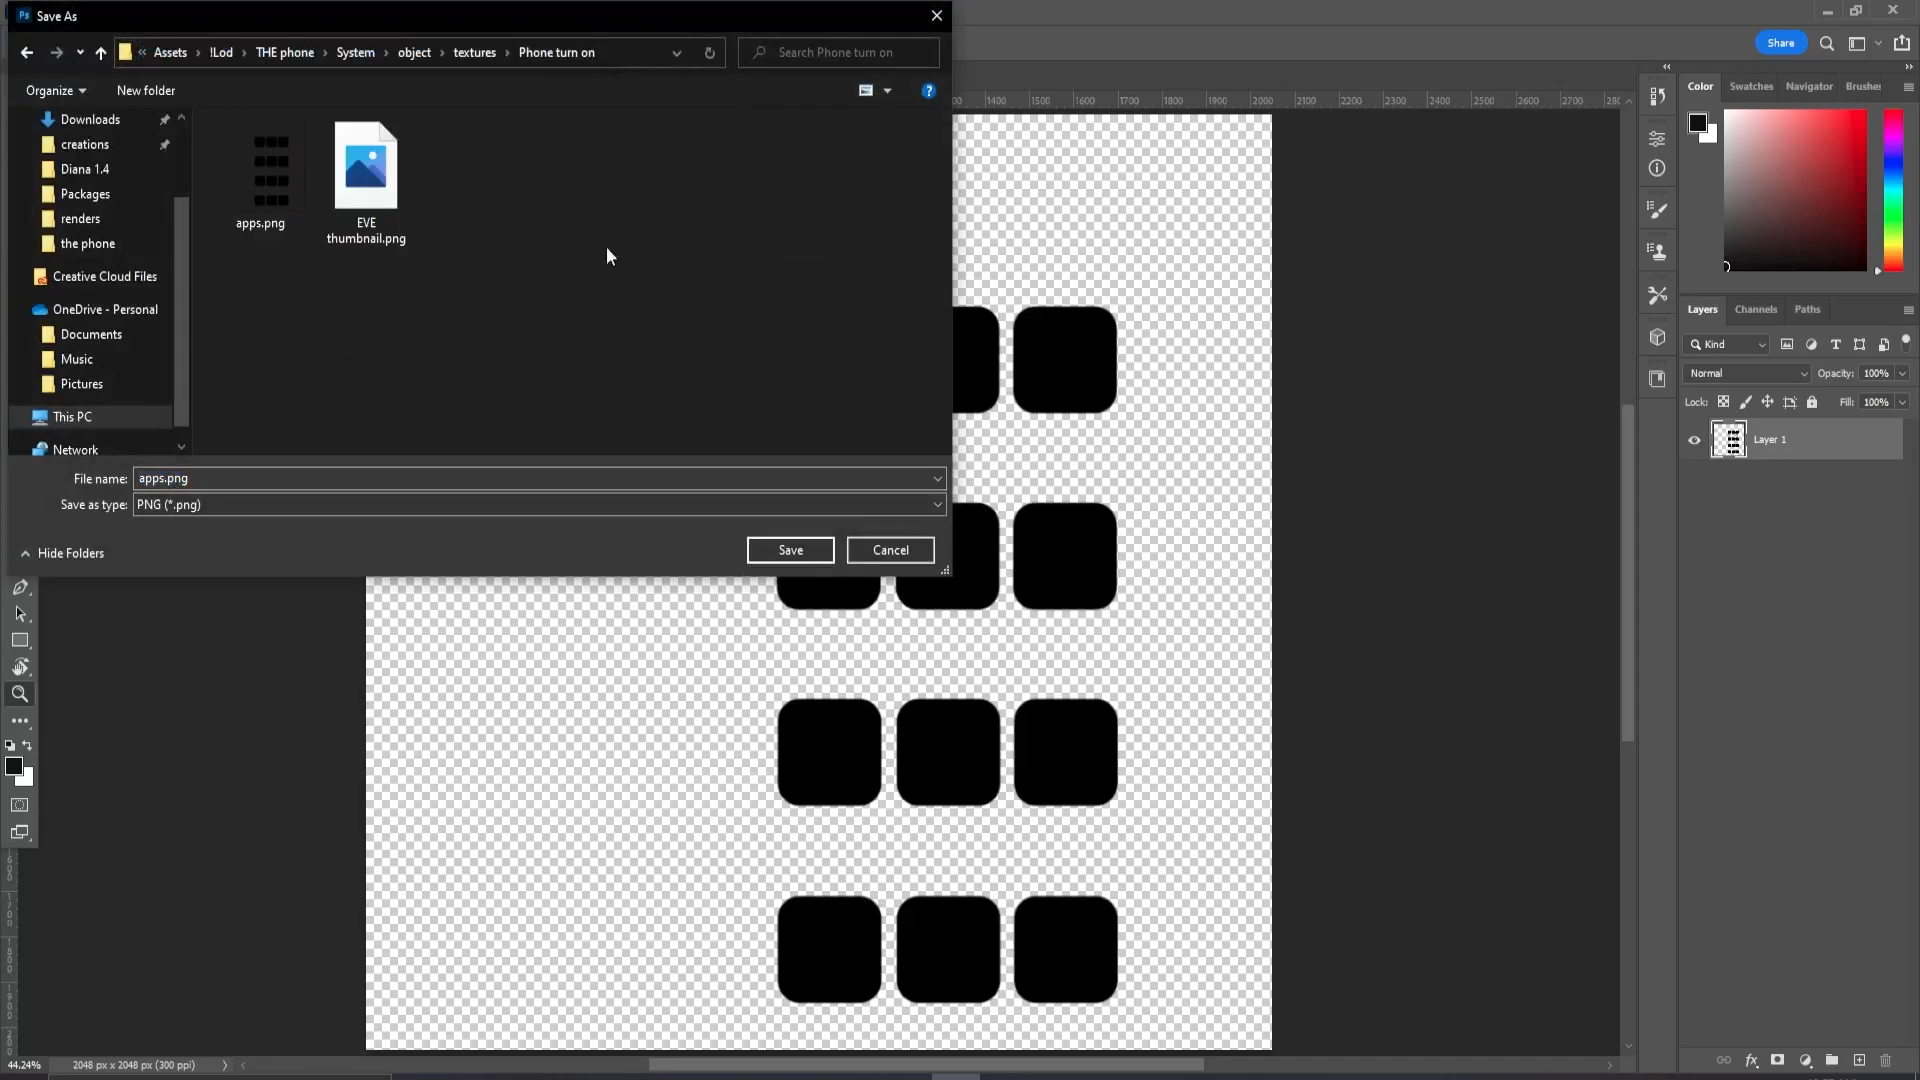 Ps Save As
« Assets › !Lod › THE phone › System › object › textures › Phone turn on
Search Phone turn on
Organize
New folder
?
Downloads
creations
Diana 1.4
Packages
renders
the phone
Creative Cloud Files
OneDrive - Personal
Documents
Music
Pictures
This PC
Network
apps.png
EVE
thumbnail.png
File name: apps.png
Save as type: PNG (*.png)
Hide Folders
Save
Cancel
Share
1400 1500 1600 1700 1800 1900 2000 2100 2200 2300 2400 2500 2600 2700
Color Swatches Navigator Brushes
Layers Channels Paths
Kind
Normal
Opacity: 100%
Lock:
Fill: 100%
Layer 1
fx
44.24%
2048 px x 2048 px (300 ppi)